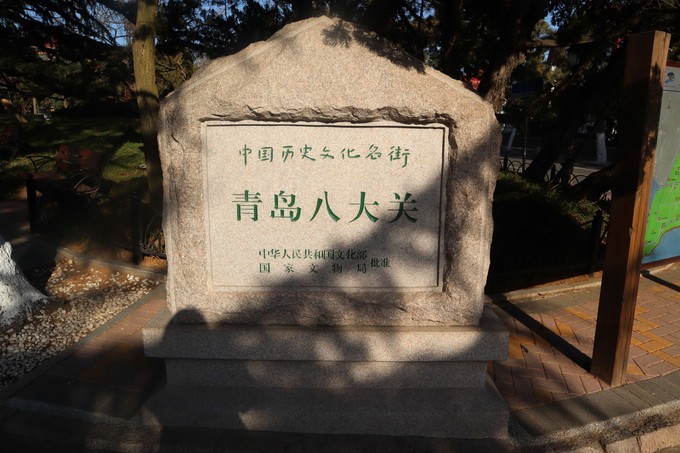 中国历史文化名街
青岛八大关
中华人民共和国文化部
国家文物局
批准